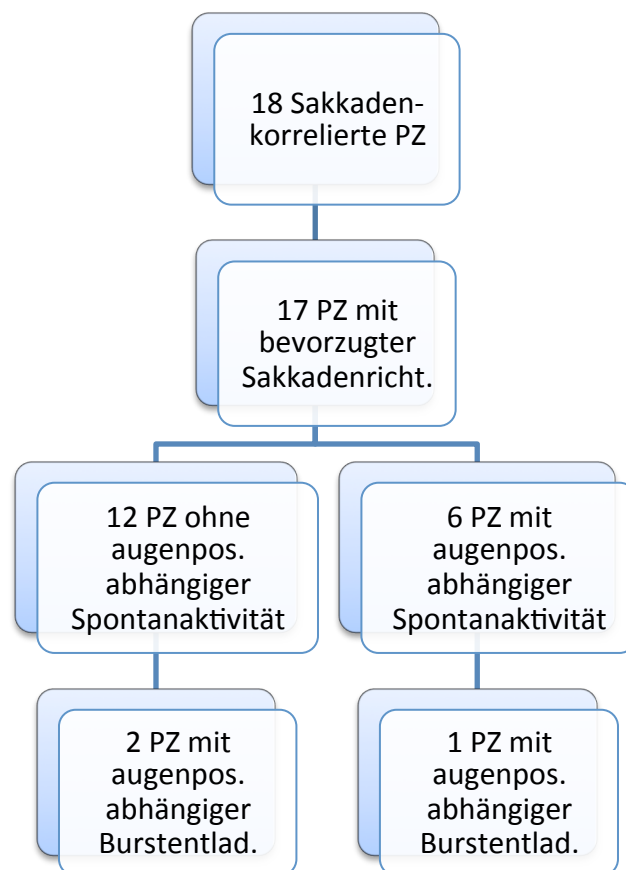 18 Sakkaden-
korrelierte PZ
17 PZ mit
bevorzugter
Sakkadenricht.
12 PZ ohne
augenpos.
abhängiger
Spontanaktivität
6 PZ mit
augenpos.
abhängiger
Spontanaktivität
2 PZ mit
augenpos.
abhängiger
Burstentlad.
1 PZ mit
augenpos.
abhängiger
Burstentlad.